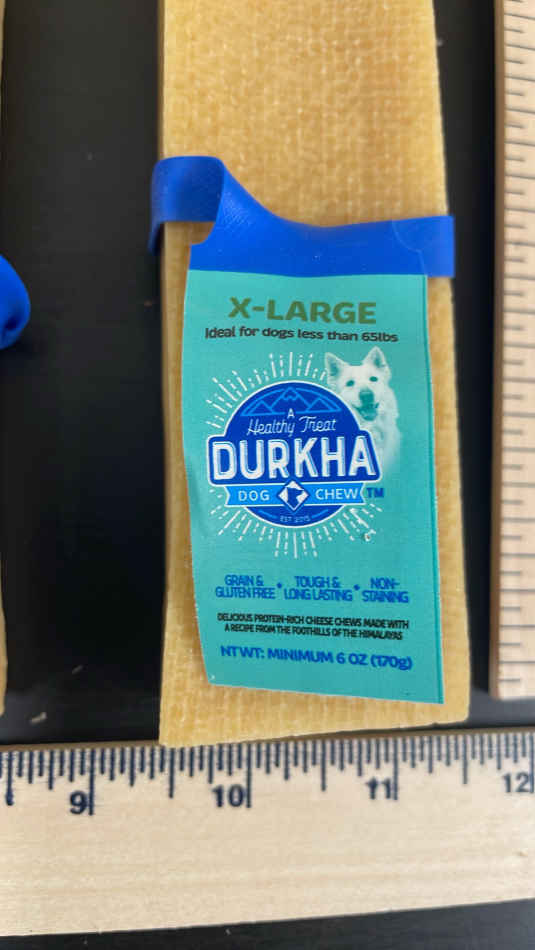 X-LARGE
Ideal for dogs less than 65lbs
A
Healthy Treat
DURKHA
DOG CHEW TM
EST 2015
GRAIN & GLUTEN FREE • TOUGH & LONG LASTING • NON-STAINING
DELICIOUS PROTEIN-RICH CHEESE CHEWS MADE WITH
A RECIPE FROM THE FOOTHILLS OF THE HIMALAYAS
NTWT: MINIMUM 6 OZ (170g)
9 10 11 12